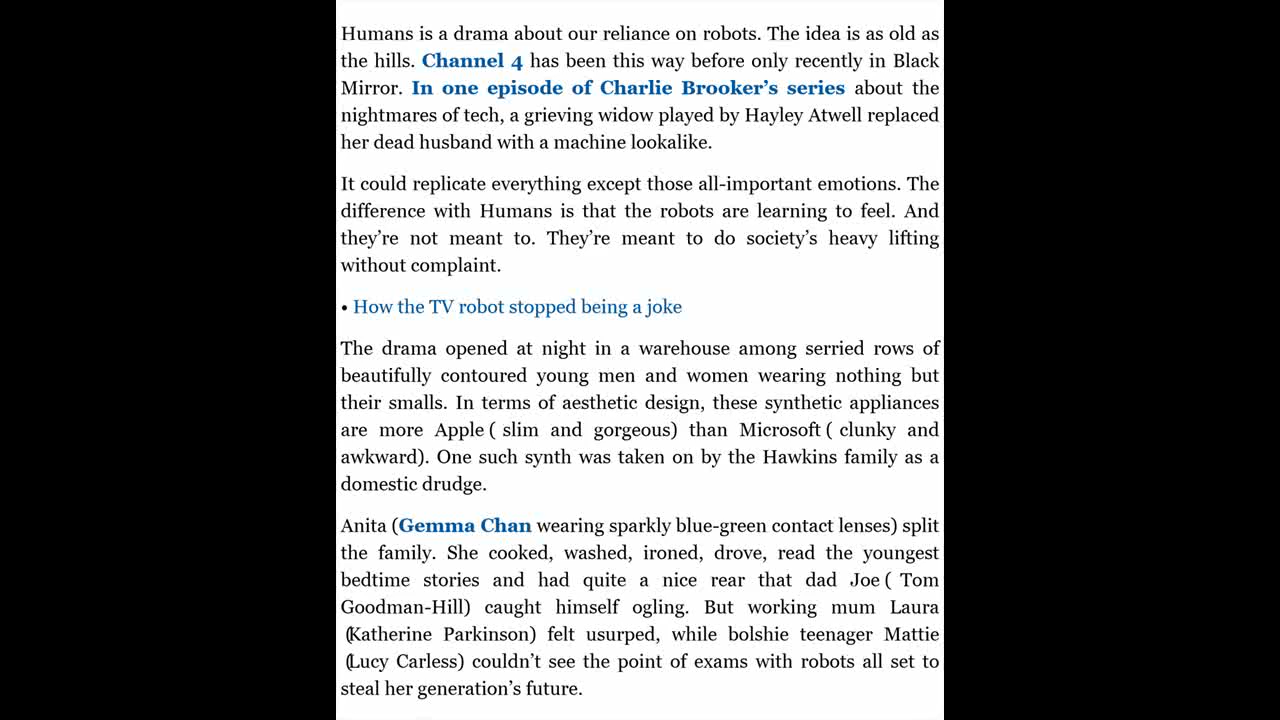 Humans is a drama about our reliance on robots. The idea is as old as
the hills. Channel 4 has been this way before only recently in Black
Mirror. In one episode of Charlie Brooker’s series about the
nightmares of tech, a grieving widow played by Hayley Atwell replaced
her dead husband with a machine lookalike.
It could replicate everything except those all-important emotions. The
difference with Humans is that the robots are learning to feel. And
they’re not meant to. They’re meant to do society’s heavy lifting
without complaint.
• How the TV robot stopped being a joke
The drama opened at night in a warehouse among serried rows of
beautifully contoured young men and women wearing nothing but
their smalls. In terms of aesthetic design, these synthetic appliances
are more Apple ( slim and gorgeous) than Microsoft ( clunky and
awkward). One such synth was taken on by the Hawkins family as a
domestic drudge.
Anita (Gemma Chan wearing sparkly blue-green contact lenses) split
the family. She cooked, washed, ironed, drove, read the youngest
bedtime stories and had quite a nice rear that dad Joe ( Tom
Goodman-Hill) caught himself ogling. But working mum Laura
(Katherine Parkinson) felt usurped, while bolshie teenager Mattie
(Lucy Carless) couldn’t see the point of exams with robots all set to
steal her generation’s future.